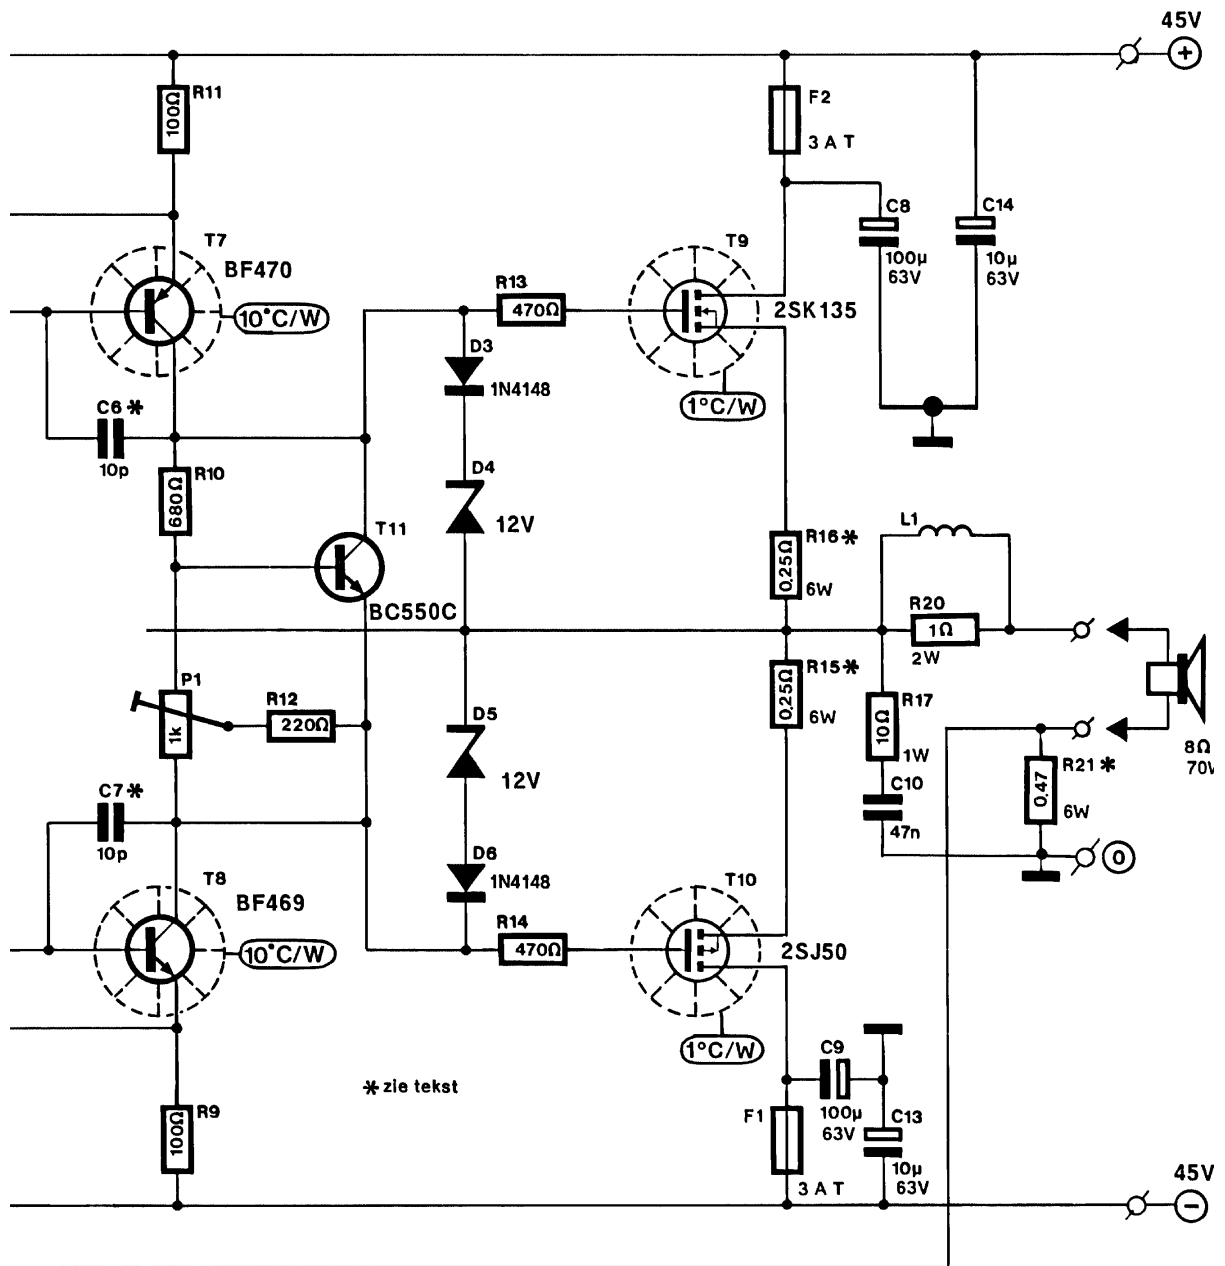 45V
+
R11
100Ω
F2
3 A T
C8
100µ
63V
C14
10µ
63V
T7
BF470
10°C/W
R13
470Ω
T9
2SK135
1°C/W
D3
1N4148
C6*
10p
R10
680Ω
D4
12V
T11
BC550C
R16*
0,25Ω
6W
L1
R20
1Ω
2W
R15*
0,25Ω
6W
P1
1k
R12
220Ω
D5
12V
R17
10Ω
1W
C10
47n
8Ω
R21*
0.47
6W
0
C7*
10p
D6
1N4148
T8
BF469
10°C/W
R14
470Ω
T10
2SJ50
1°C/W
* zie tekst
C9
100µ
63V
C13
10µ
63V
R9
100Ω
F1
3 A T
45V
−